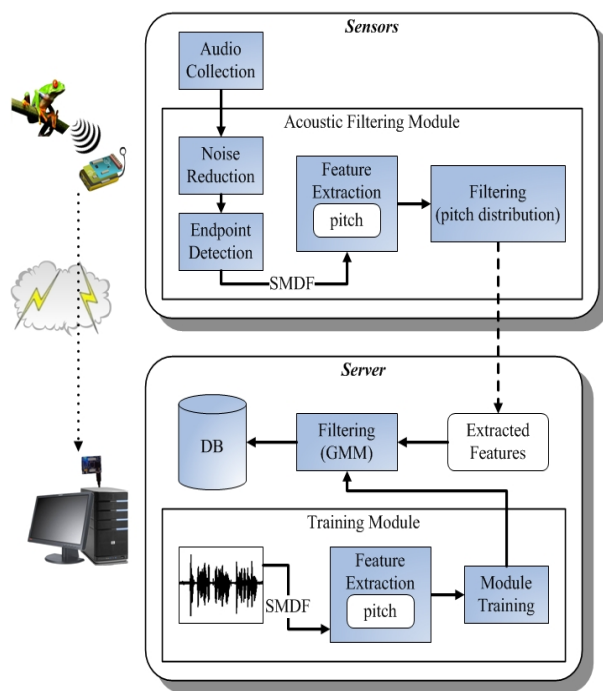 Sensors
Audio
Collection
Acoustic Filtering Module
Noise
Reduction
Endpoint
Detection
SMDF
Feature
Extraction
pitch
Filtering
(pitch distribution)
Server
DB
Filtering
(GMM)
Extracted
Features
Training Module
SMDF
Feature
Extraction
pitch
Module
Training